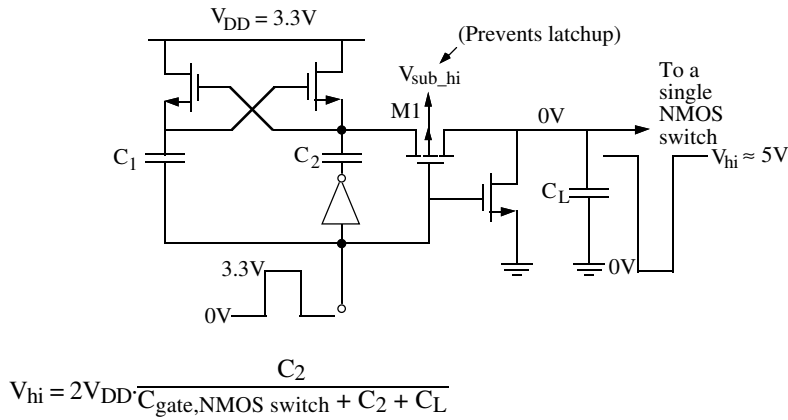 V_DD = 3.3V
(Prevents latchup)
V_sub_hi
M1
To a
single
NMOS
switch
0V
C_1
C_2
C_L
V_hi ≈ 5V
3.3V
0V
0V
V_hi = 2V_DD · C_2 / (C_gate,NMOS switch + C_2 + C_L)